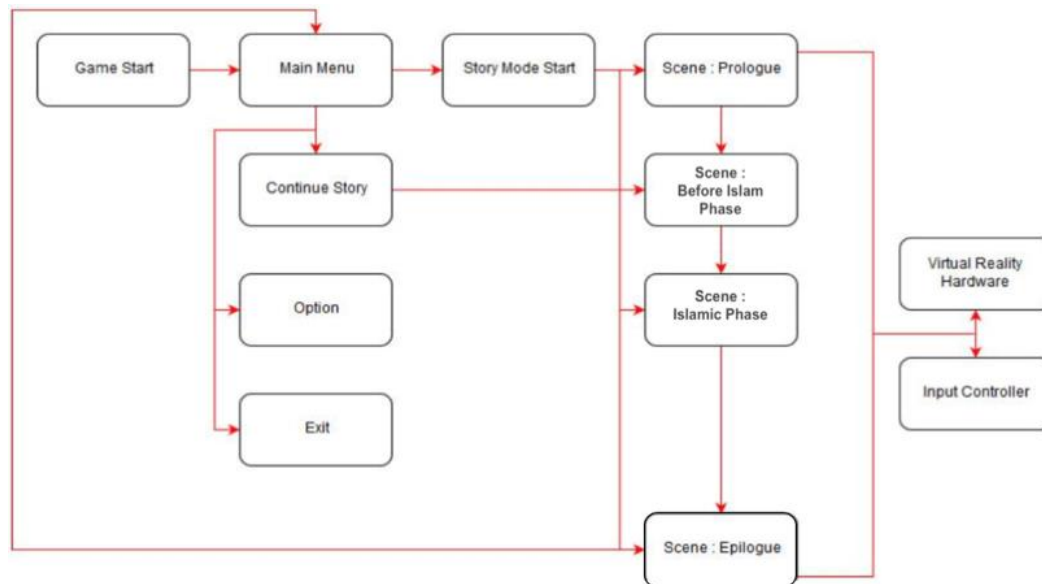 Game Start
Main Menu
Story Mode Start
Scene : Prologue
Continue Story
Scene :
Before Islam
Phase
Virtual Reality
Hardware
Option
Scene :
Islamic Phase
Input Controller
Exit
Scene : Epilogue